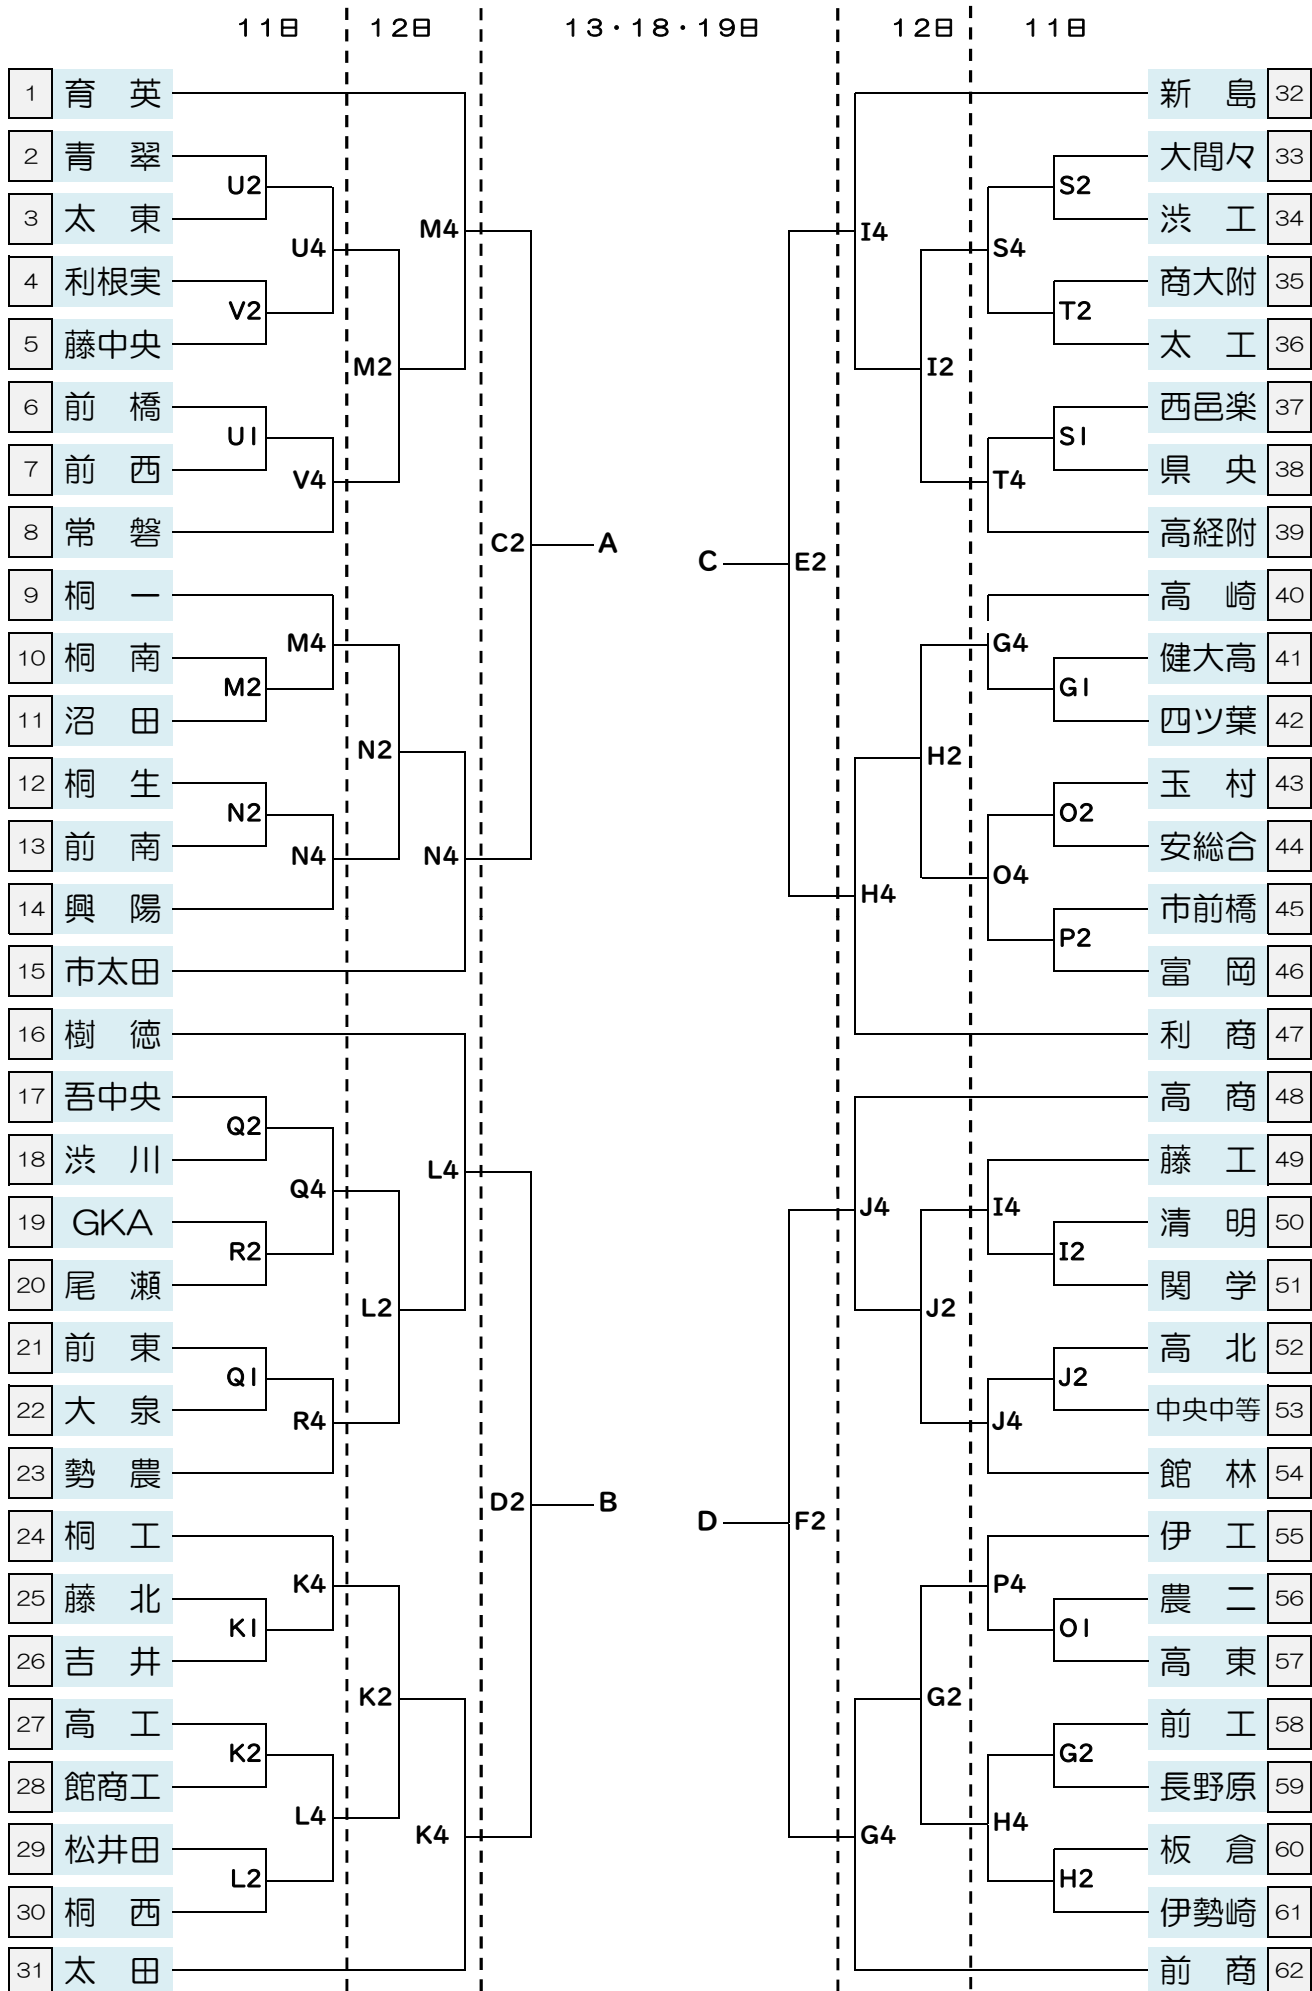 11日 12日 13・18・19日 12日 11日
1 育英 新島 32
2 青翠 大間々 33
U2 S2
3 太東 渋工 34
M4 I4
U4 S4
4 利根実 商大附 35
V2 T2
5 藤中央 太工 36
M2 I2
6 前橋 西邑楽 37
U1 S1
7 前西 県央 38
V4 T4
8 常磐 高経附 39
C2 A C E2
9 桐一 高崎 40
M4 G4
10 桐南 健大高 41
M2 G1
11 沼田 四ツ葉 42
N2 H2
12 桐生 玉村 43
N2 O2
13 前南 安総合 44
N4 N4 O4
H4
14 興陽 市前橋 45
P2
15 市太田 富岡 46
16 樹徳 利商 47
17 吾中央 高商 48
Q2
18 渋川 藤工 49
L4
Q4 J4 I4
19 GKA 清明 50
R2 I2
20 尾瀬 関学 51
L2 J2
21 前東 高北 52
Q1 J2
22 大泉 中央中等 53
R4 J4
23 勢農 館林 54
D2 B D F2
24 桐工 伊工 55
K4 P4
25 藤北 農二 56
K1 O1
26 吉井 高東 57
K2 G2
27 高工 前工 58
K2 G2
28 館商工 長野原 59
L4 H4
K4 G4
29 松井田 板倉 60
L2 H2
30 桐西 伊勢崎 61
31 太田 前商 62